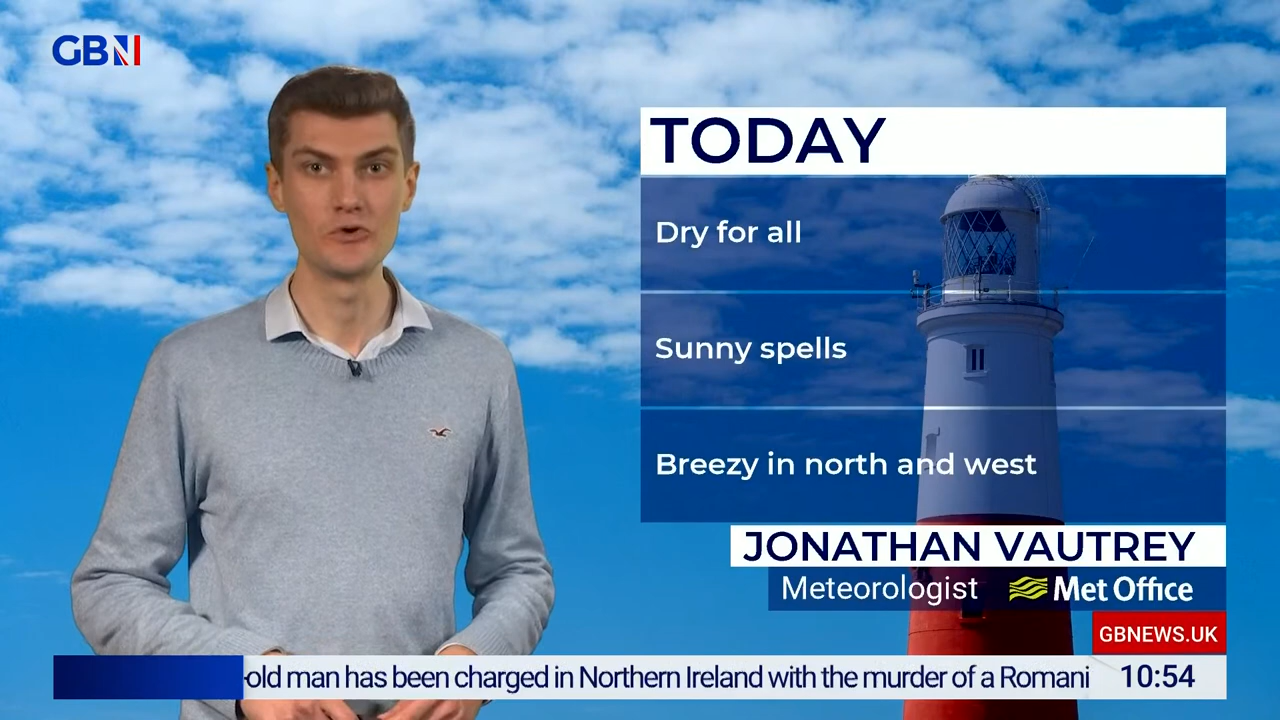 GBN
TODAY
Dry for all
Sunny spells
Breezy in north and west
JONATHAN VAUTREY
Meteorologist Met Office
GBNEWS.UK
-old man has been charged in Northern Ireland with the murder of a Romani 10:54